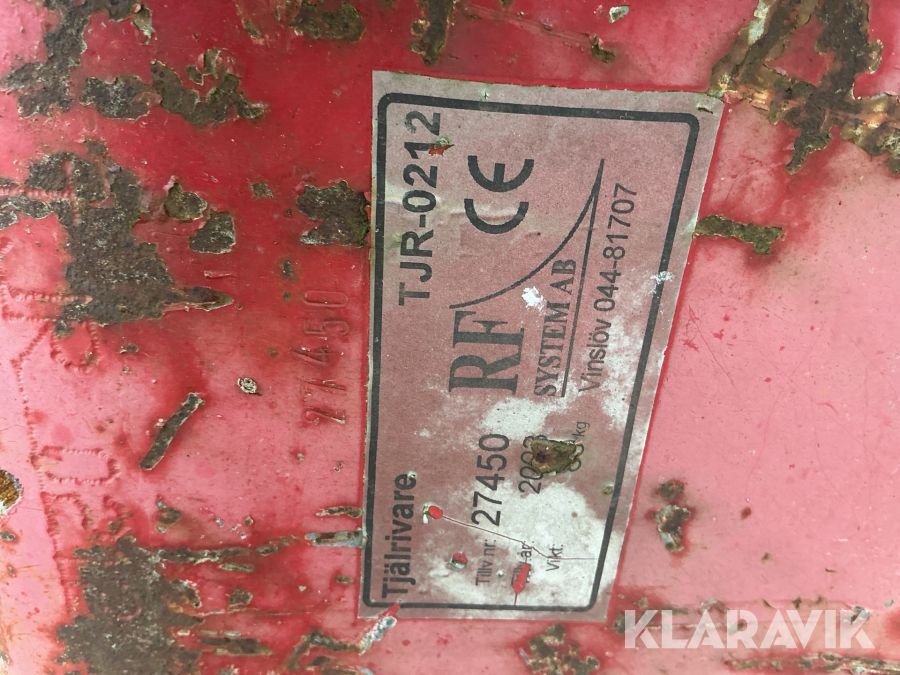 Tjälrivare TJR-0212
Tillv.nr: 27450
Vikt: kg
RF
SYSTEM AB
CE
Vinslöv 044-81707
27450
KLARAVIK